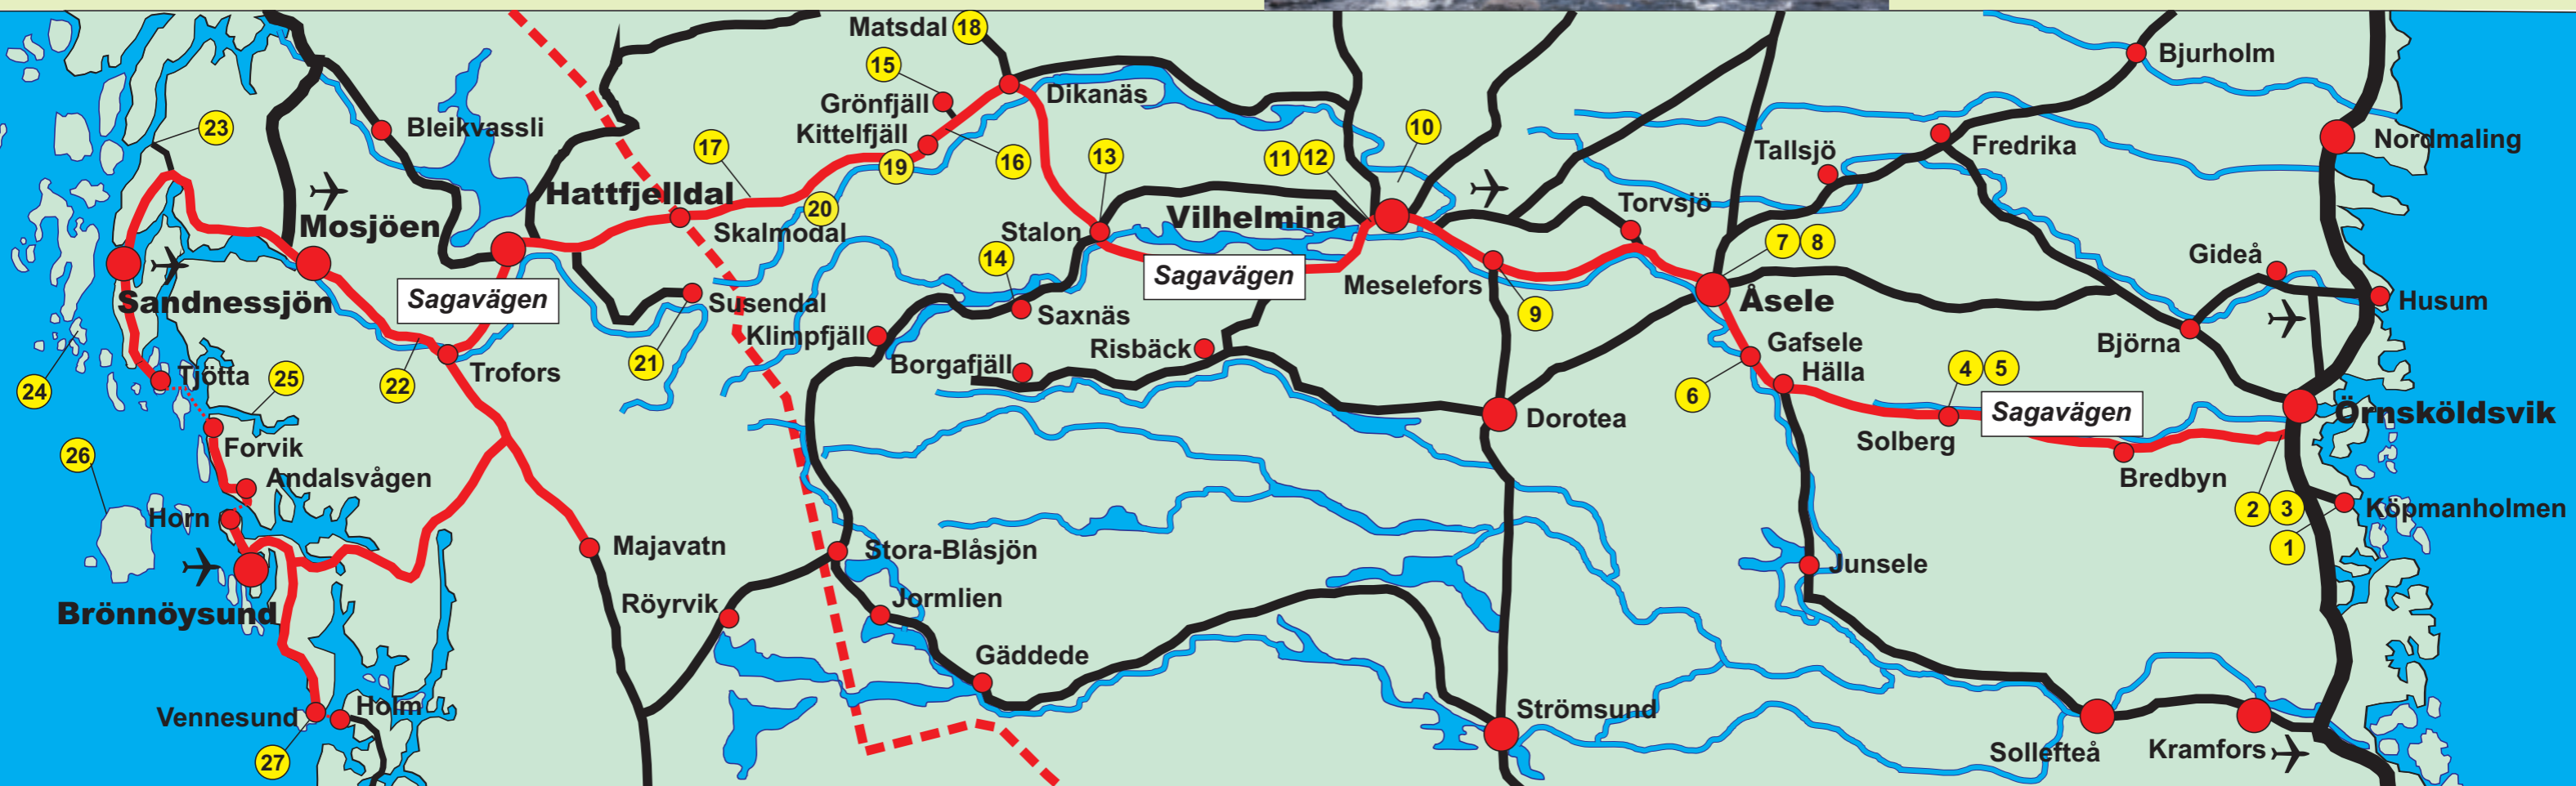 Matsdal
18
Bjurholm
15
Grönfjäll
Dikanäs
23
Bleikvassli
Kittelfjäll
10
Nordmaling
17
19
16
13
11
12
Tallsjö
Fredrika
Hattfjelldal
20
Torvsjö
Mosjöen
Skalmodal
Stalon
Vilhelmina
7
8
Gideå
14
Sagavägen
Meselefors
Sandnessjön
Sagavägen
Susendal
Saxnäs
9
Åsele
Husum
Klimpfjäll
Risbäck
Gafsele
Björna
24
Tjötta
25
22
Trofors
21
Borgafjäll
6
Hälla
4
5
Sagavägen
Örnsköldsvik
Dorotea
Solberg
26
Forvik
Andalsvågen
Bredbyn
Horn
2
3
Köpmanholmen
1
Majavatn
Stora-Blåsjön
Junsele
Brönnöysund
Röyrvik
Jormlien
Gäddede
Vennesund
Holm
Strömsund
27
Sollefteå
Kramfors